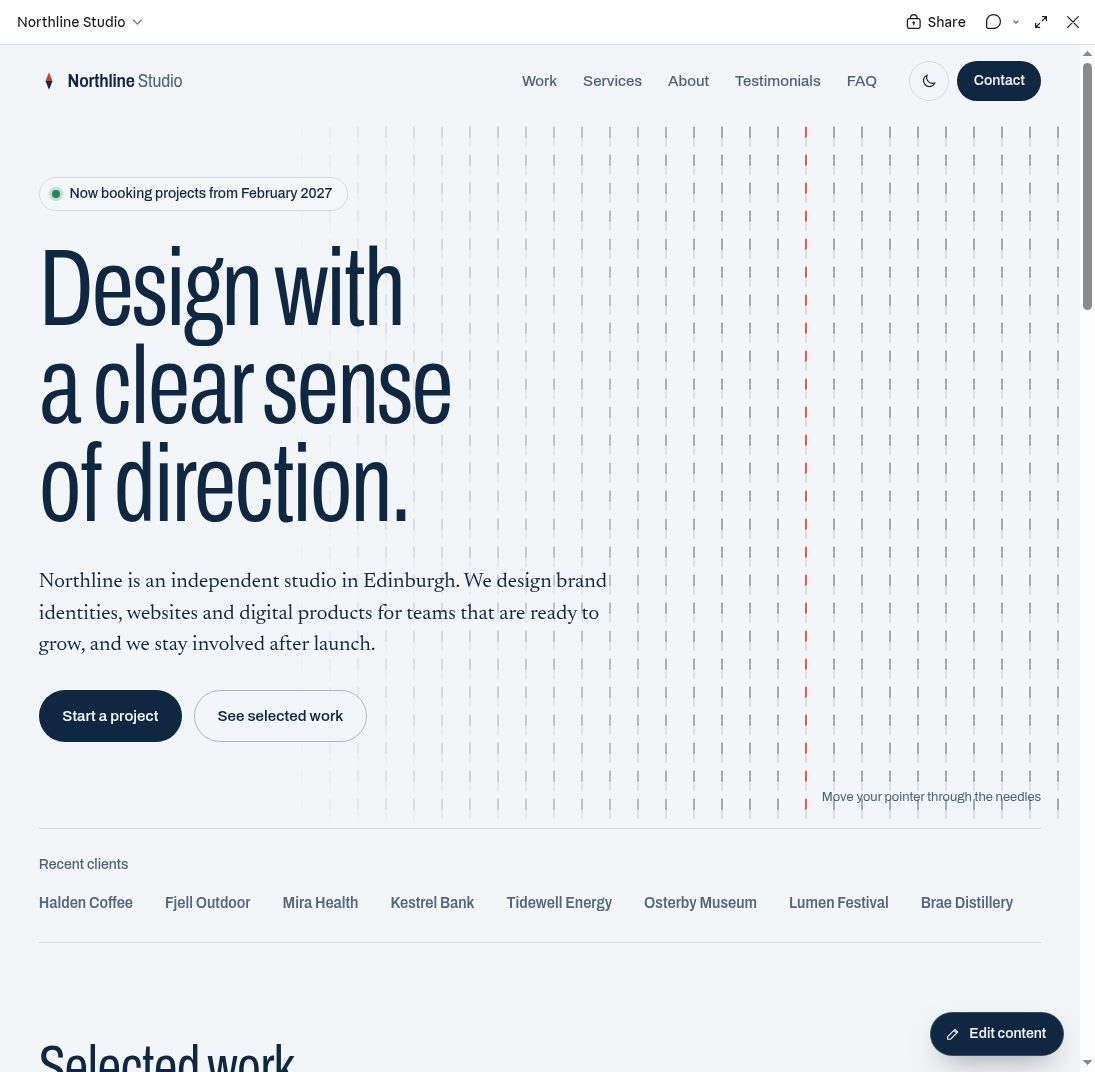 Northline Studio
Share
Northline Studio
Work Services About Testimonials FAQ Contact
Now booking projects from February 2027
Design with
a clear sense
of direction.
Northline is an independent studio in Edinburgh. We design brand
identities, websites and digital products for teams that are ready to
grow, and we stay involved after launch.
Start a project See selected work
Move your pointer through the needles
Recent clients
Halden Coffee Fjell Outdoor Mira Health Kestrel Bank Tidewell Energy Osterby Museum Lumen Festival Brae Distillery
Edit content
Selected work